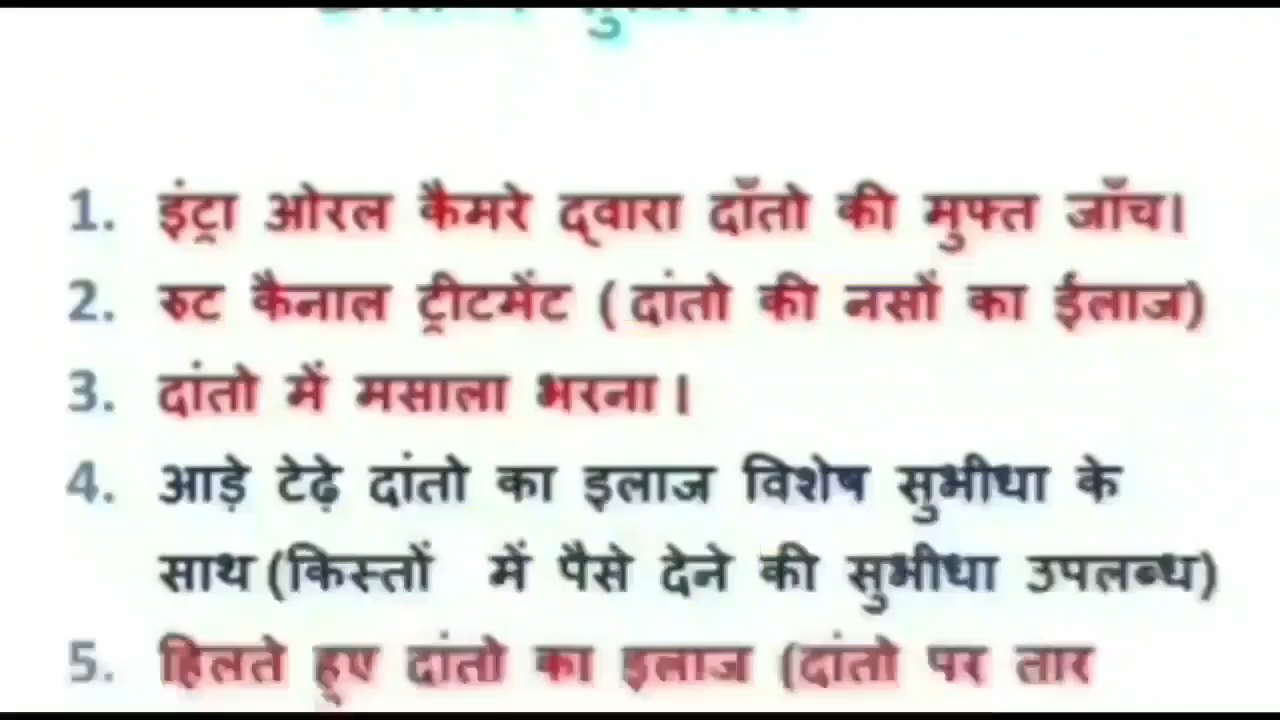 1. इंट्रा ओरल कैमरे द्वारा दाँतो की मुफ्त जाँच।
2. रुट कैनाल ट्रीटमेंट ( दांतो की नसों का ईलाज)
3. दांतो में मसाला भरना ।
4. आड़े टेढ़े दांतो का इलाज विशेष सुभीधा के
साथ (किस्तों में पैसे देने की सुभीधा उपलब्ध)
5. हिलते हुए दांतो का इलाज (दांतो पर तार